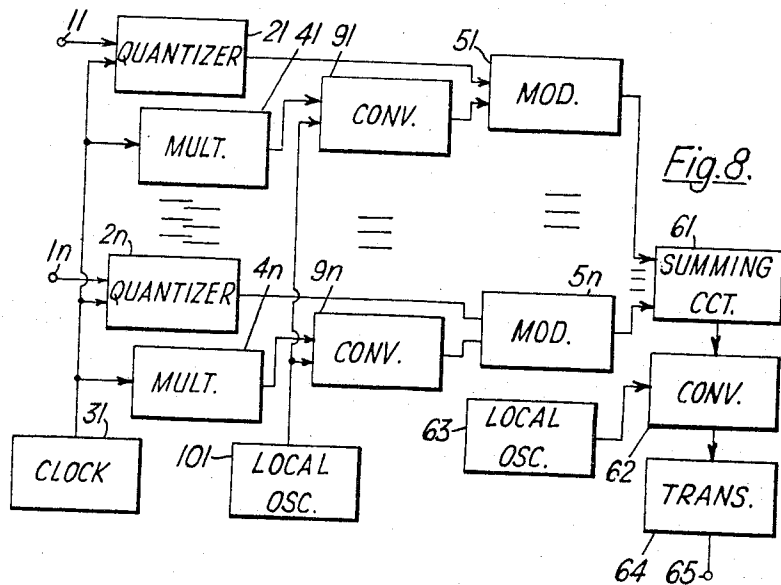 11
21
41
91
51
QUANTIZER
MULT.
CONV.
MOD.
Fig. 8.
1n
2n
4n
9n
5n
61
QUANTIZER
MULT.
CONV.
MOD.
SUMMING
CCT.
31
CLOCK
101
LOCAL
OSC.
63
LOCAL
OSC.
CONV.
62
TRANS.
64
65